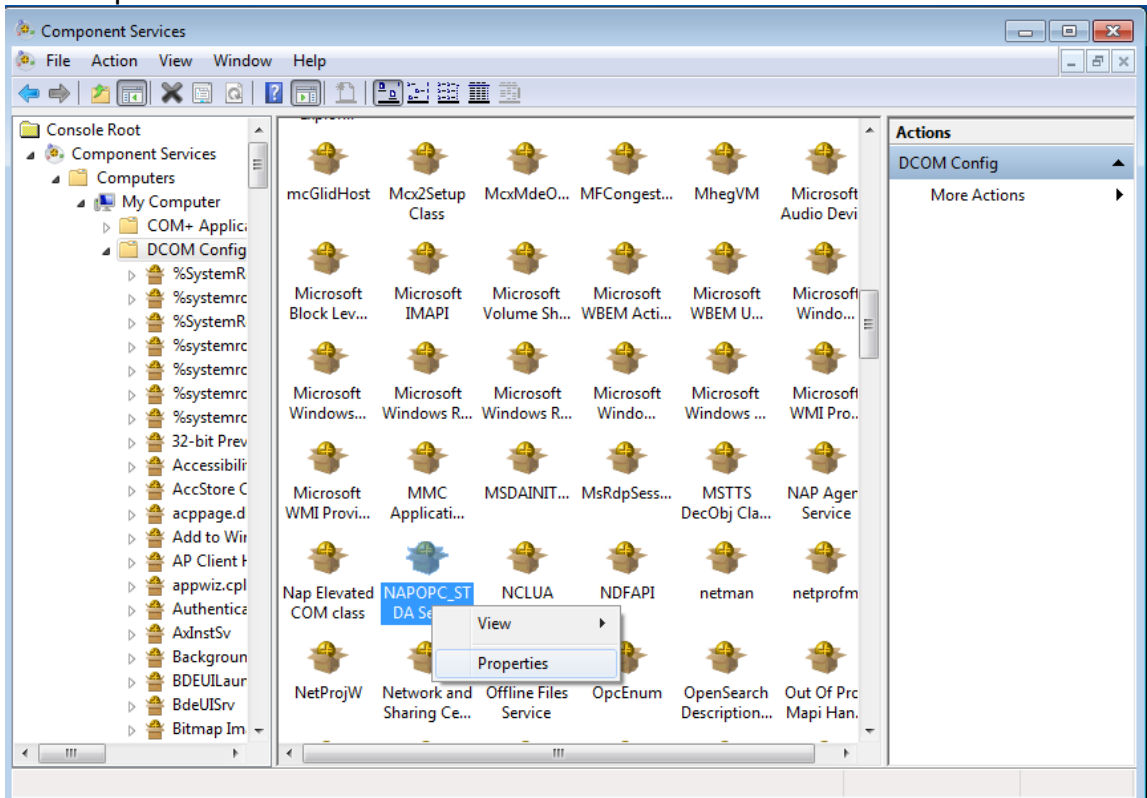 Component Services
File Action View Window Help
Console Root
Component Services
Computers
My Computer
COM+ Applic
DCOM Config
%SystemR
%systemrc
%SystemR
%systemrc
%systemrc
%systemrc
%systemrc
32-bit Prev
Accessibili
AccStore C
acppage.d
Add to Wir
AP Client H
appwiz.cpl
Authentica
AxInstSv
Backgroun
BDEUILaur
BdeUISrv
Bitmap Im
mcGlidHost Mcx2Setup McxMdeO... MFCongest... MhegVM Microsoft
Class Audio Devi
Microsoft Microsoft Microsoft Microsoft Microsoft Microsoft
Block Lev... IMAPI Volume Sh... WBEM Acti... WBEM U... Windo...
Microsoft Microsoft Microsoft Microsoft Microsoft Microsoft
Windows... Windows R... Windows R... Windo... Windows ... WMI Pro..
Microsoft MMC MSDAINIT... MsRdpSess... MSTTS NAP Ager
WMI Provi... Applicati... DecObj Cla... Service
Nap Elevated NAPOPC_ST NCLUA NDFAPI netman netprofm
COM class DA Se
View
Properties
NetProjW Network and Offline Files OpcEnum OpenSearch Out Of Prc
Sharing Ce... Service Description... Mapi Han.
Actions
DCOM Config
More Actions